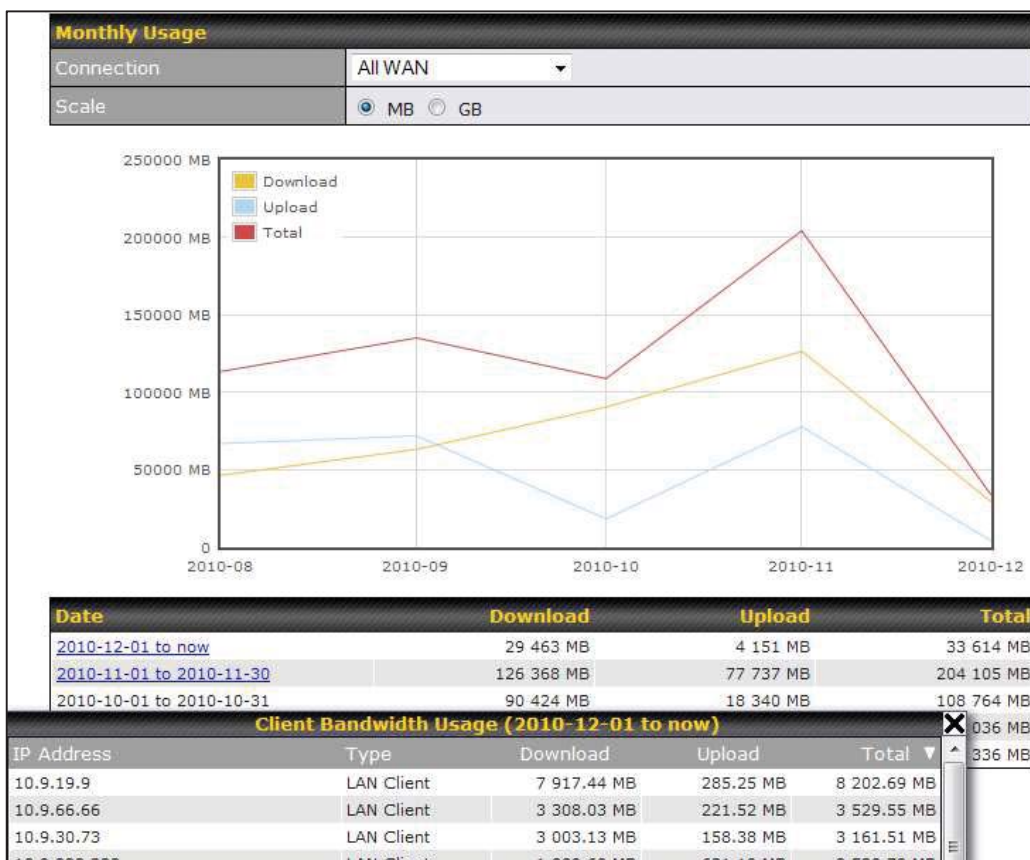 Monthly Usage
Connection All WAN
Scale MB GB
250000 MB
200000 MB
150000 MB
100000 MB
50000 MB
0
Download
Upload
Total
2010-08 2010-09 2010-10 2010-11 2010-12
Date Download Upload Total
2010-12-01 to now 29 463 MB 4 151 MB 33 614 MB
2010-11-01 to 2010-11-30 126 368 MB 77 737 MB 204 105 MB
2010-10-01 to 2010-10-31 90 424 MB 18 340 MB 108 764 MB
036 MB
336 MB
Client Bandwidth Usage (2010-12-01 to now)
IP Address Type Download Upload Total
10.9.19.9 LAN Client 7 917.44 MB 285.25 MB 8 202.69 MB
10.9.66.66 LAN Client 3 308.03 MB 221.52 MB 3 529.55 MB
10.9.30.73 LAN Client 3 003.13 MB 158.38 MB 3 161.51 MB